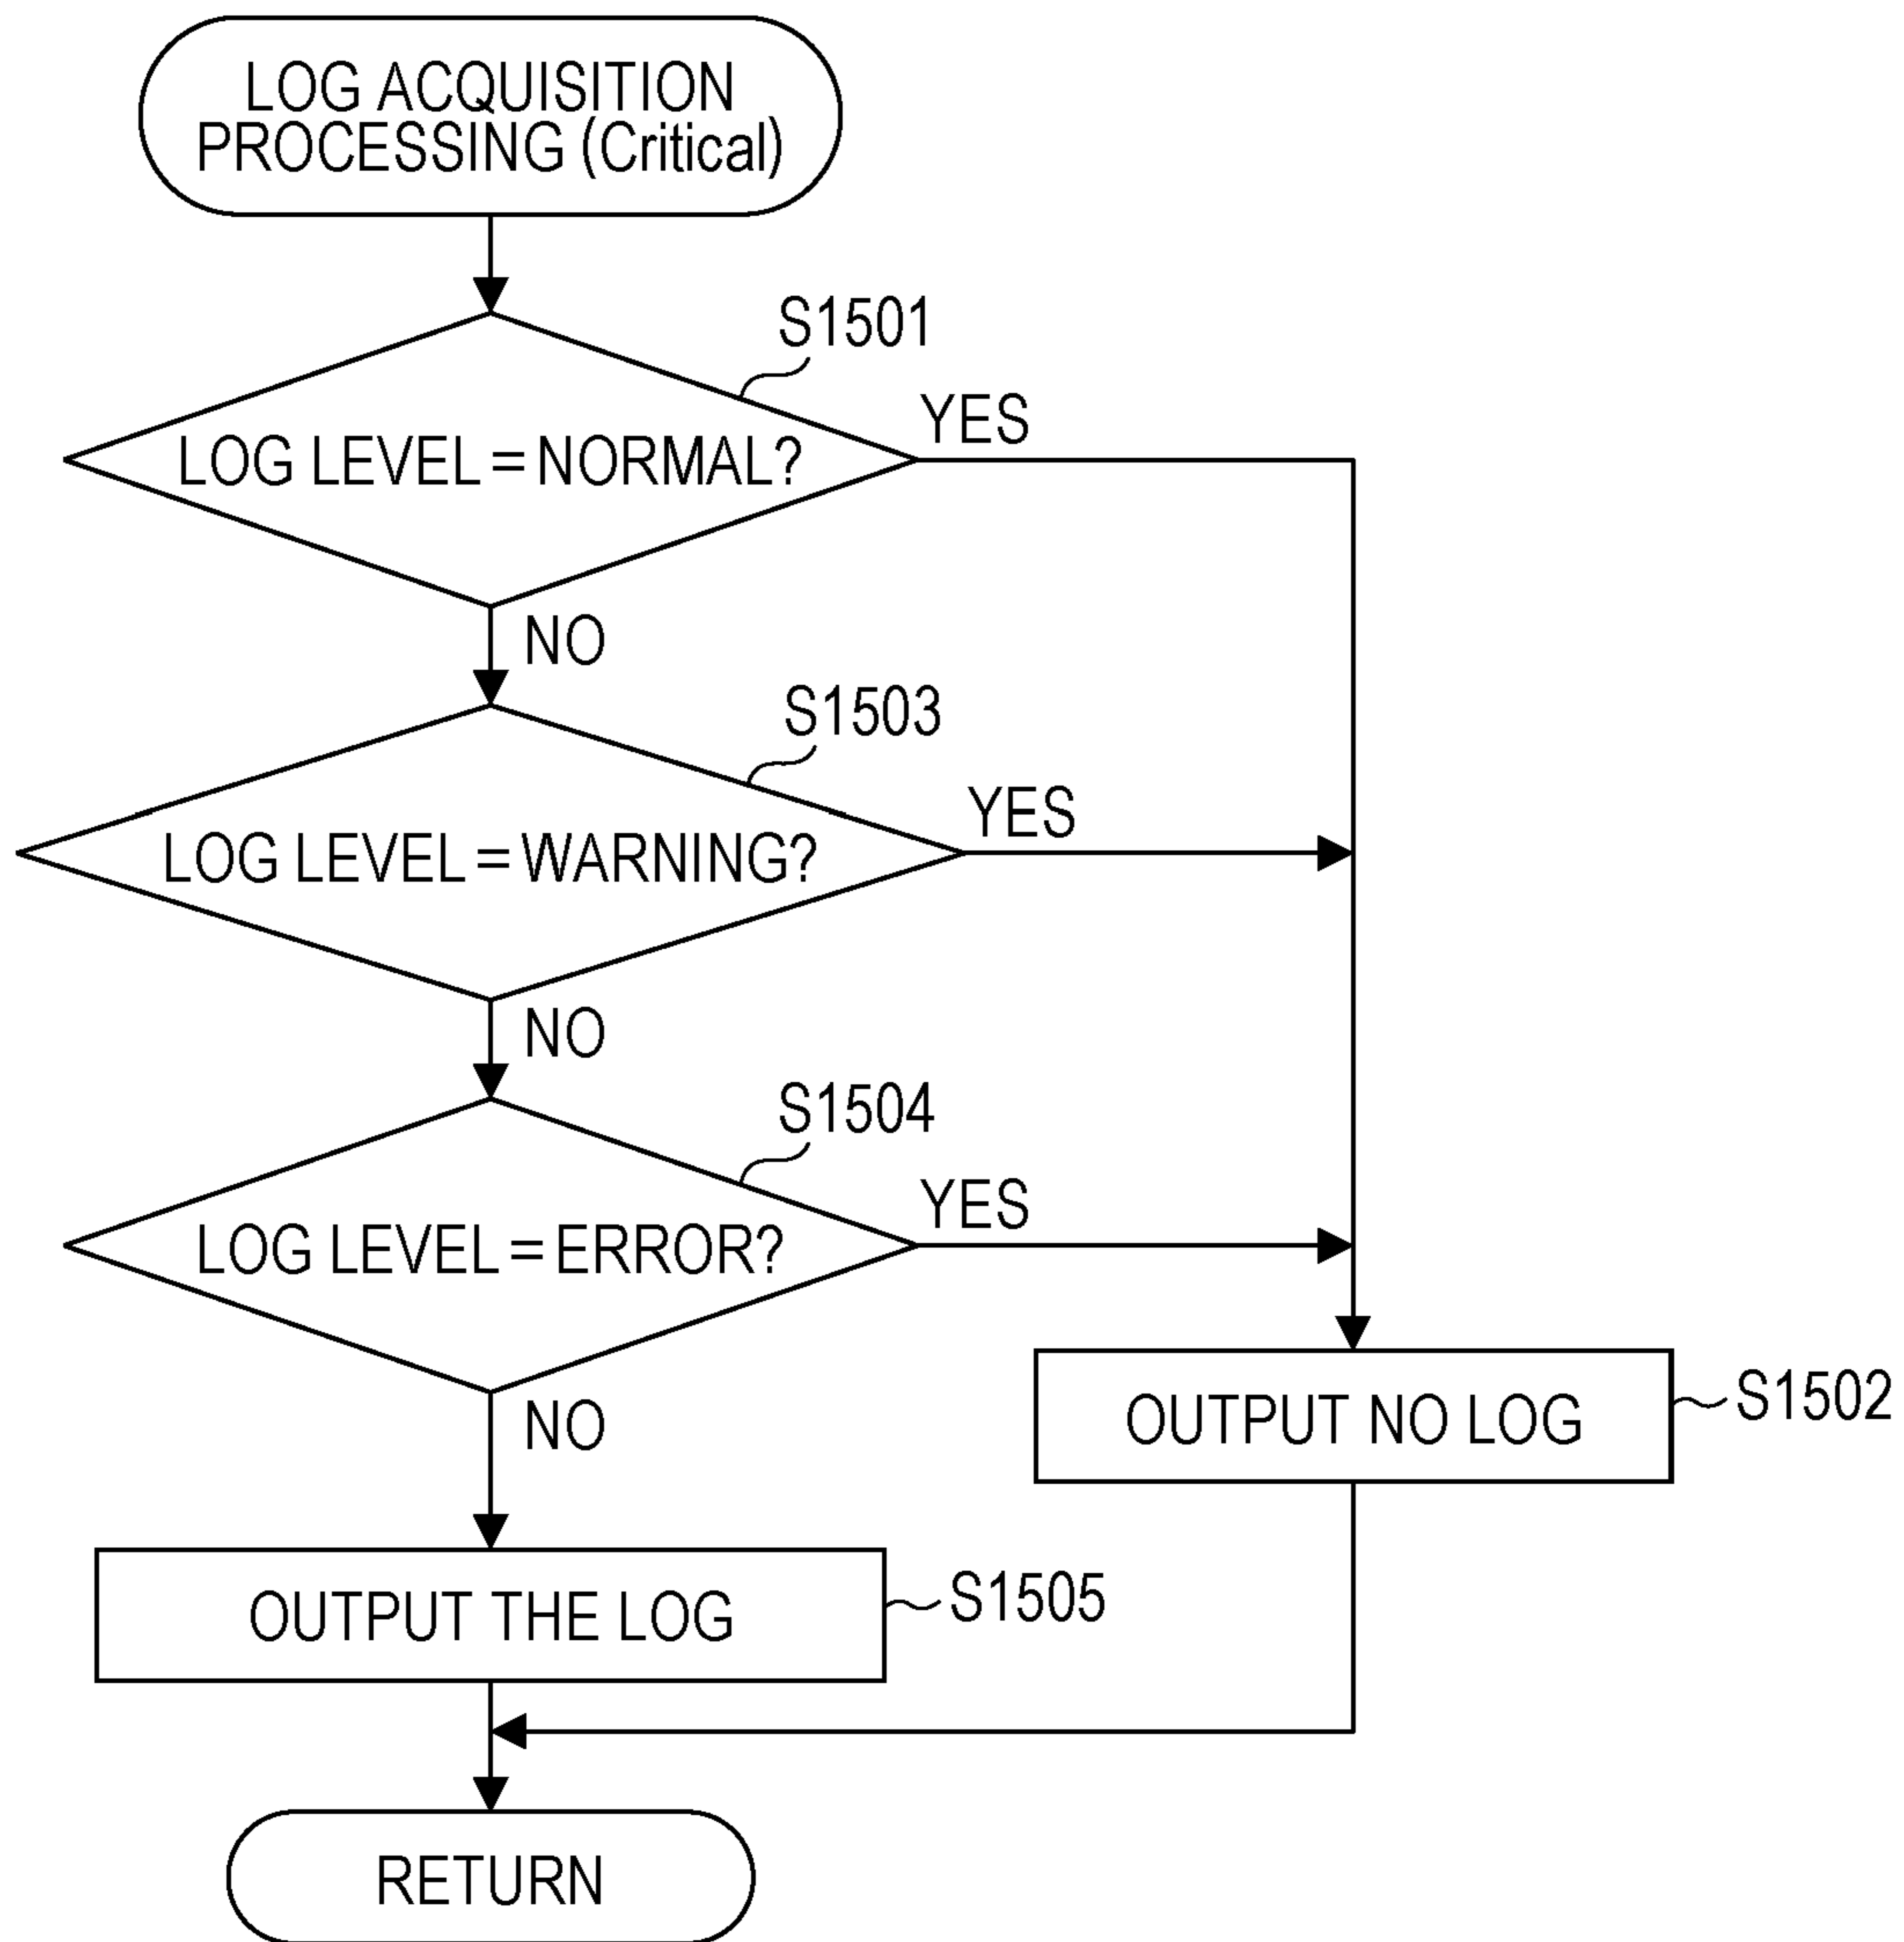 LOG ACQUISITION
PROCESSING (Critical)
S1501
LOG LEVEL = NORMAL?
YES
NO
S1503
LOG LEVEL = WARNING?
YES
NO
S1504
LOG LEVEL = ERROR?
YES
NO
OUTPUT NO LOG
S1502
OUTPUT THE LOG
S1505
RETURN